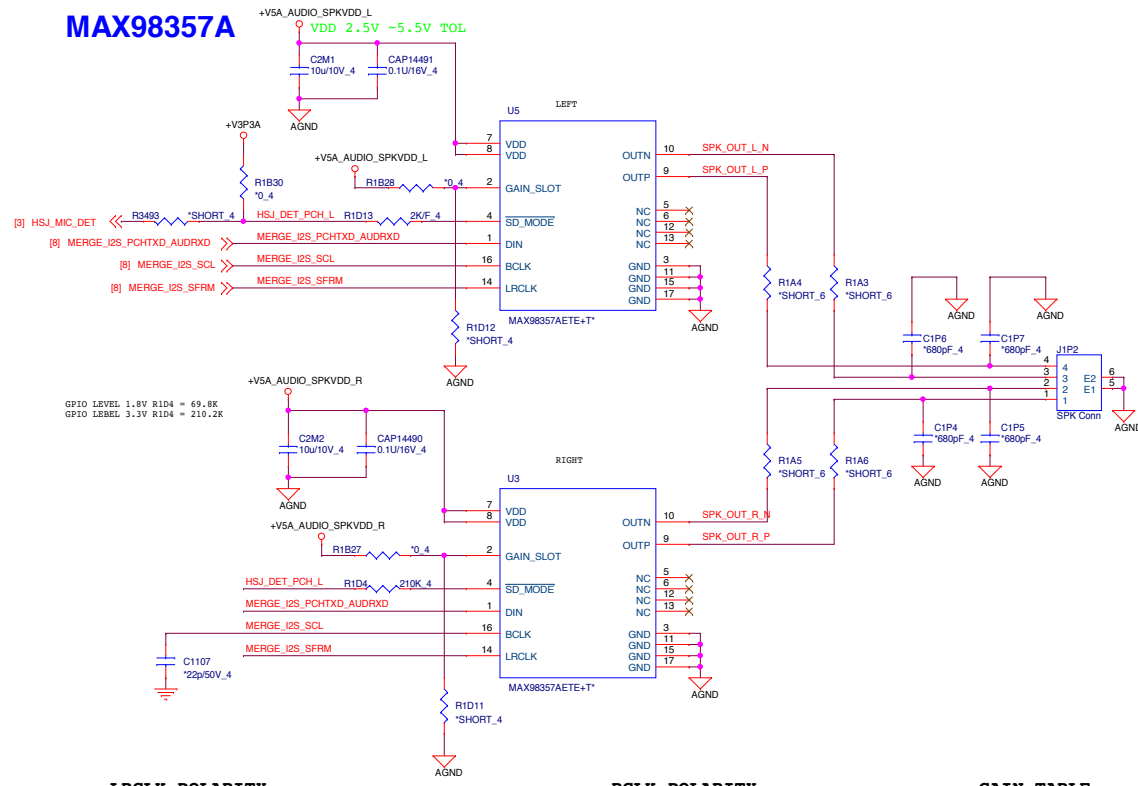 MAX98357A
+V5A_AUDIO_SPKVDD_L
VDD 2.5V ~5.5V TOL
C2M1
10u/10V_4
CAP14491
0.1U/16V_4
AGND
+V3P3A
R1B30
*0_4
+V5A_AUDIO_SPKVDD_L
R1B28
*0_4
[3] HSJ_MIC_DET
R3493
*SHORT_4
HSJ_DET_PCH_L
R1D13
2K/F_4
[8] MERGE_I2S_PCHTXD_AUDRXD
MERGE_I2S_PCHTXD_AUDRXD
[8] MERGE_I2S_SCL
MERGE_I2S_SCL
[8] MERGE_I2S_SFRM
MERGE_I2S_SFRM
R1D12
*SHORT_4
AGND
U5
LEFT
7 VDD
8 VDD
2 GAIN_SLOT
4 SD_MODE
1 DIN
16 BCLK
14 LRCLK
OUTN 10
OUTP 9
NC 5
NC 6
NC 12
NC 13
GND 3
GND 11
GND 15
GND 17
MAX98357AETE+T*
AGND
SPK_OUT_L_N
SPK_OUT_L_P
R1A4
*SHORT_6
R1A3
*SHORT_6
AGND
AGND
C1P6
*680pF_4
C1P7
*680pF_4
J1P2
4 4
3 3
2 2
1 1
E2 6
E1 5
SPK Conn
AGND
C1P4
*680pF_4
C1P5
*680pF_4
AGND
AGND
R1A5
*SHORT_6
R1A6
*SHORT_6
GPIO LEVEL 1.8V R1D4 = 69.8K
GPIO LEBEL 3.3V R1D4 = 210.2K
+V5A_AUDIO_SPKVDD_R
C2M2
10u/10V_4
CAP14490
0.1U/16V_4
AGND
+V5A_AUDIO_SPKVDD_R
R1B27
*0_4
HSJ_DET_PCH_L
R1D4
210K_4
MERGE_I2S_PCHTXD_AUDRXD
MERGE_I2S_SCL
MERGE_I2S_SFRM
C1107
*22p/50V_4
R1D11
*SHORT_4
AGND
RIGHT
U3
7 VDD
8 VDD
2 GAIN_SLOT
4 SD_MODE
1 DIN
16 BCLK
14 LRCLK
OUTN 10
OUTP 9
NC 5
NC 6
NC 12
NC 13
GND 3
GND 11
GND 15
GND 17
MAX98357AETE+T*
AGND
SPK_OUT_R_N
SPK_OUT_R_P